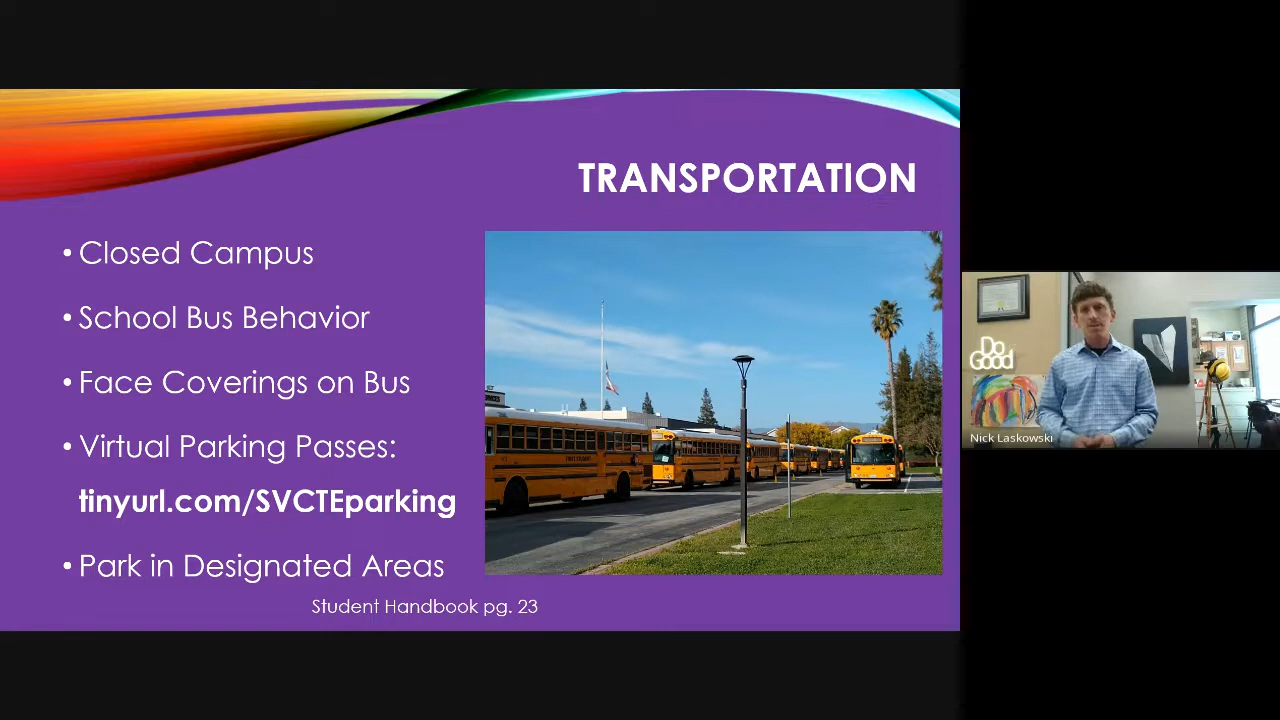 TRANSPORTATION
• Closed Campus
• School Bus Behavior
• Face Coverings on Bus
• Virtual Parking Passes:
tinyurl.com/SVCTEparking
• Park in Designated Areas
Student Handbook pg. 23
Do
Good
Nick Laskowski